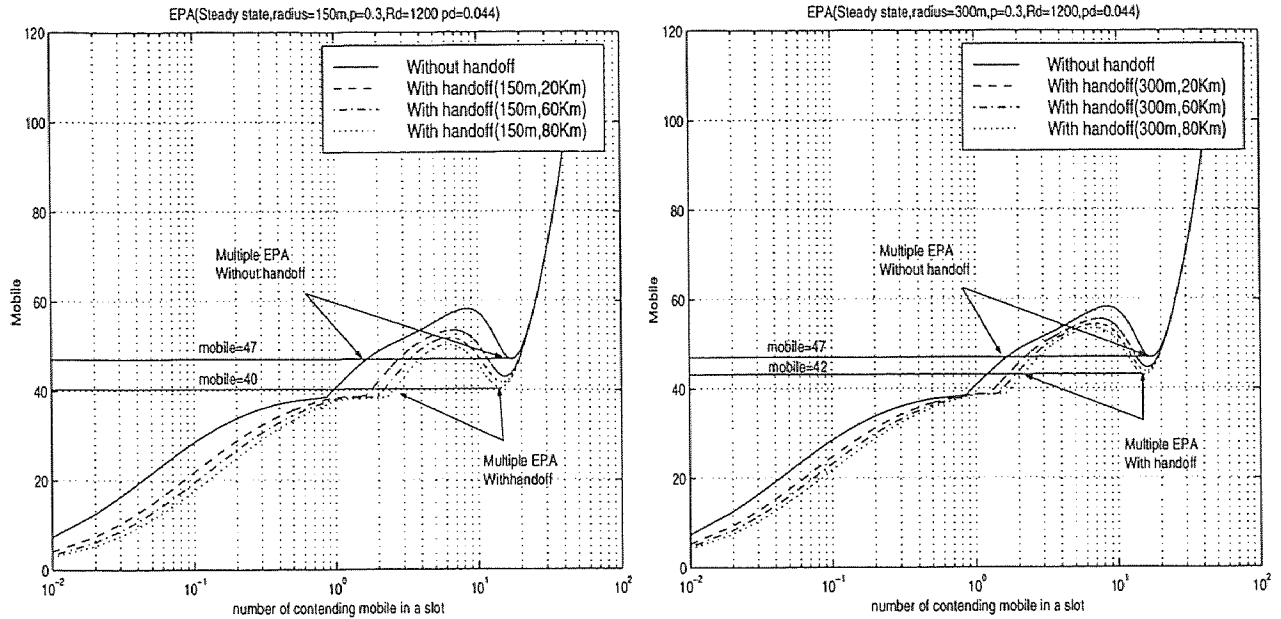 EPA(Steady state,radius=150m,p=0.3,Rd=1200 pd=0.044)
120
100
80
60
40
20
0
Mobile
Without handoff
With handoff(150m,20Km)
With handoff(150m,60Km)
With handoff(150m,80Km)
Multiple EPA
Without handoff
mobile=47
mobile=40
Multiple EPA
Withhandoff
10^-2
10^-1
10^0
10^1
10^2
number of contending mobile in a slot
EPA(Steady state,radius=300m,p=0.3,Rd=1200,pd=0.044)
120
100
80
60
40
20
0
Mobile
Without handoff
With handoff(300m,20Km)
With handoff(300m,60Km)
With handoff(300m,80Km)
Multiple EPA
Without handoff
mobile=47
mobile=42
Multiple EPA
With handoff
10^-2
10^-1
10^0
10^1
10^2
number of contending mobile in a slot